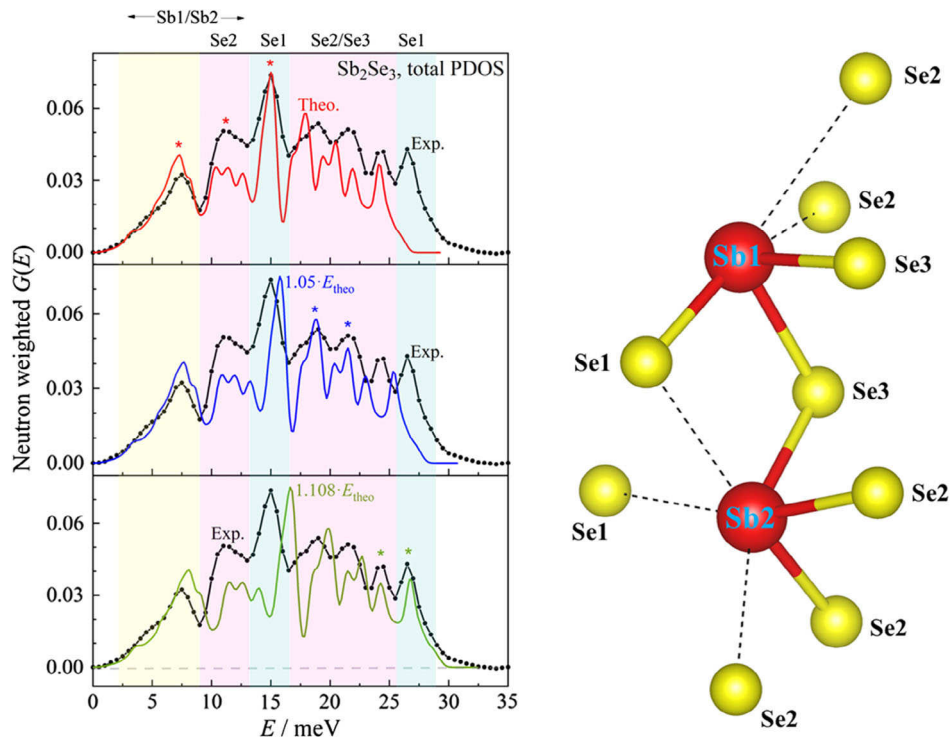 Sb1/Sb2
Se2 Se1 Se2/Se3 Se1
Sb₂Se₃, total PDOS
*
Theo.
* *
Exp.
0.06
0.03
0.00
1.05·E_theo
* *
Exp.
0.06
0.03
0.00
1.108·E_theo
Exp.
* *
0.06
0.03
0.00
0 5 10 15 20 25 30 35
E / meV
Neutron weighted G(E)
Se2
Se2
Sb1
Se3
Se1
Se3
Se2
Se1
Sb2
Se2
Se2